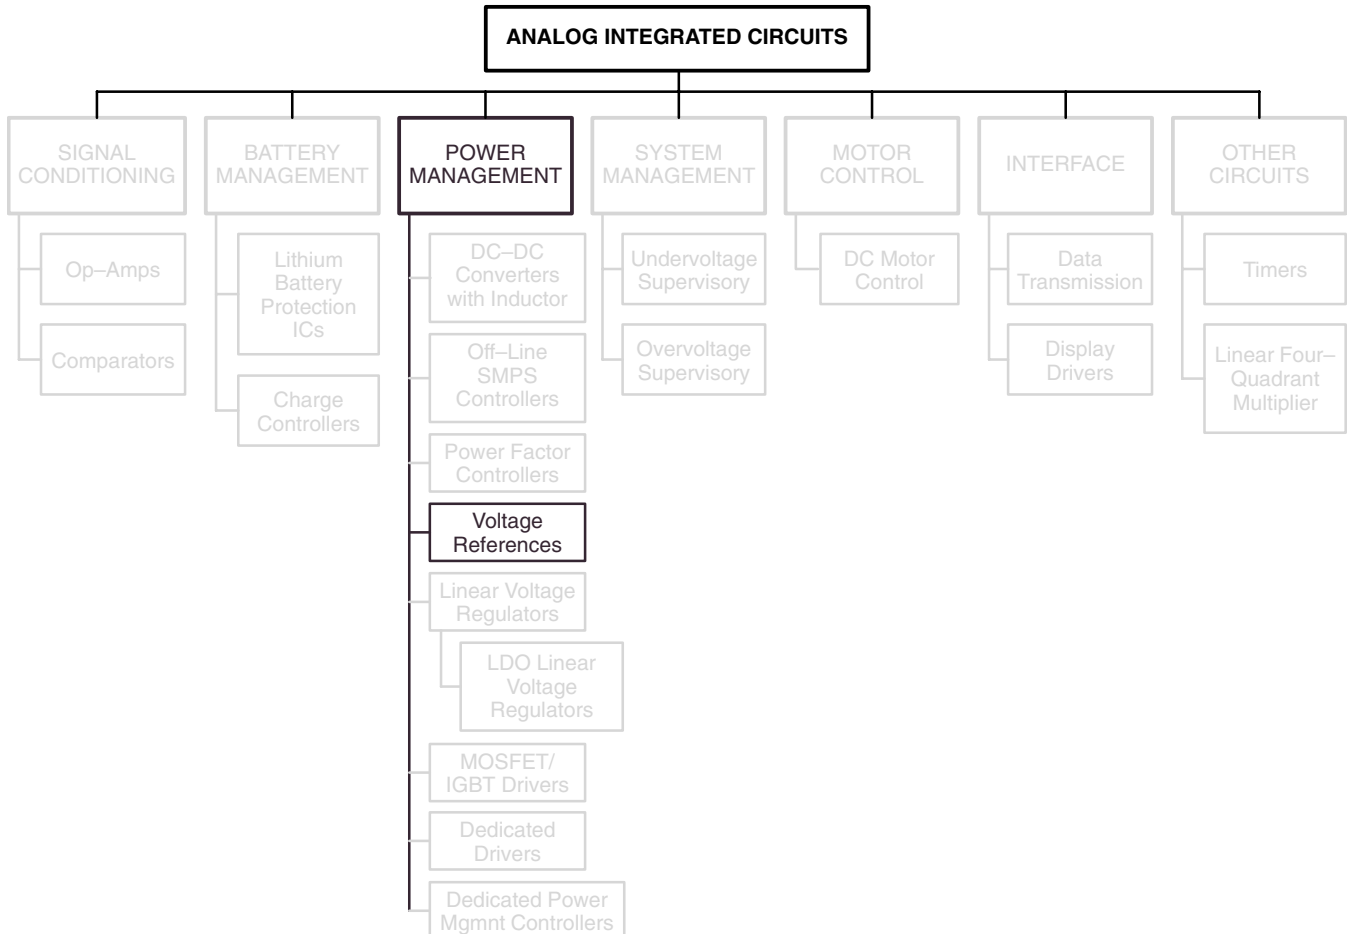 ANALOG INTEGRATED CIRCUITS
SIGNAL
CONDITIONING
Op–Amps
Comparators
BATTERY
MANAGEMENT
Lithium
Battery
Protection
ICs
Charge
Controllers
POWER
MANAGEMENT
DC–DC
Converters
with Inductor
Off–Line
SMPS
Controllers
Power Factor
Controllers
Voltage
References
Linear Voltage
Regulators
LDO Linear
Voltage
Regulators
MOSFET/
IGBT Drivers
Dedicated
Drivers
Dedicated Power
Mgmnt Controllers
SYSTEM
MANAGEMENT
Undervoltage
Supervisory
Overvoltage
Supervisory
MOTOR
CONTROL
DC Motor
Control
INTERFACE
Data
Transmission
Display
Drivers
OTHER
CIRCUITS
Timers
Linear Four–
Quadrant
Multiplier